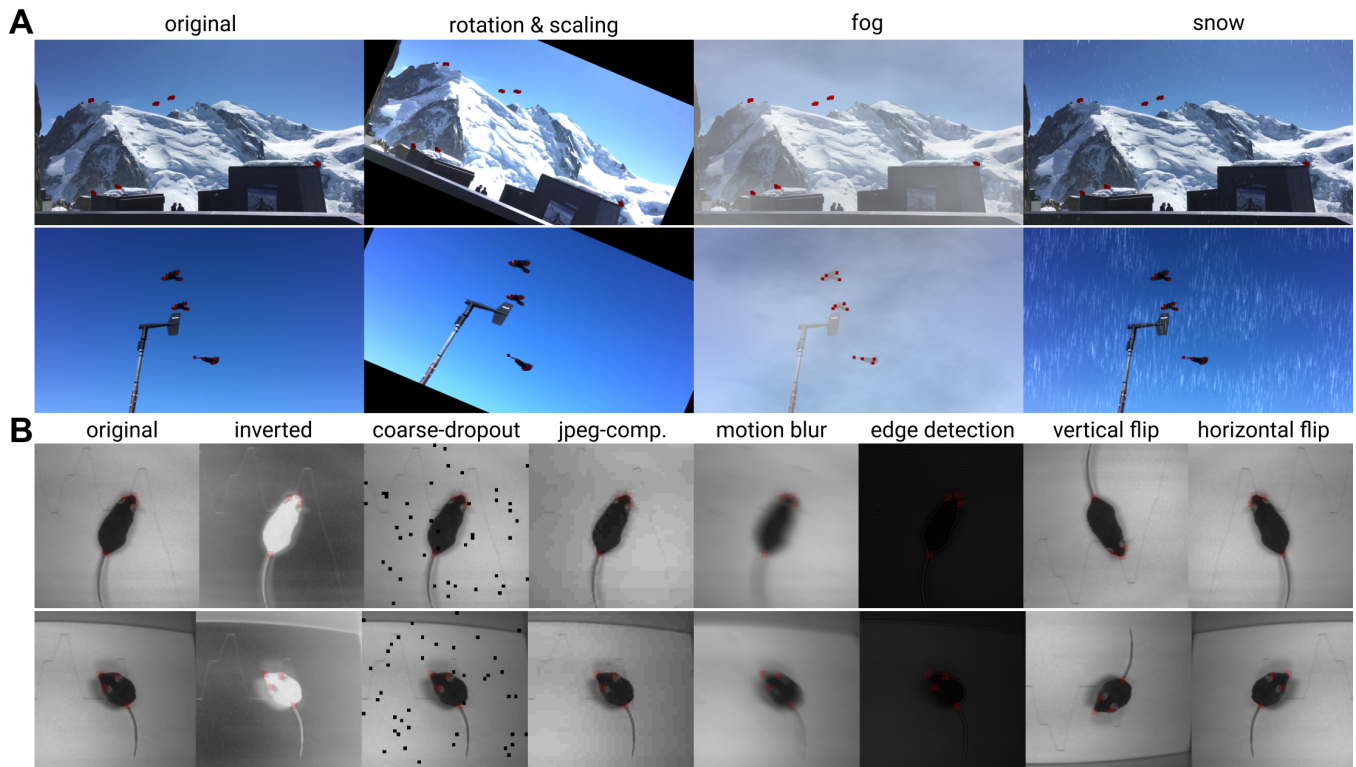 A
original rotation & scaling fog snow
B
original inverted coarse-dropout jpeg-comp. motion blur edge detection vertical flip horizontal flip